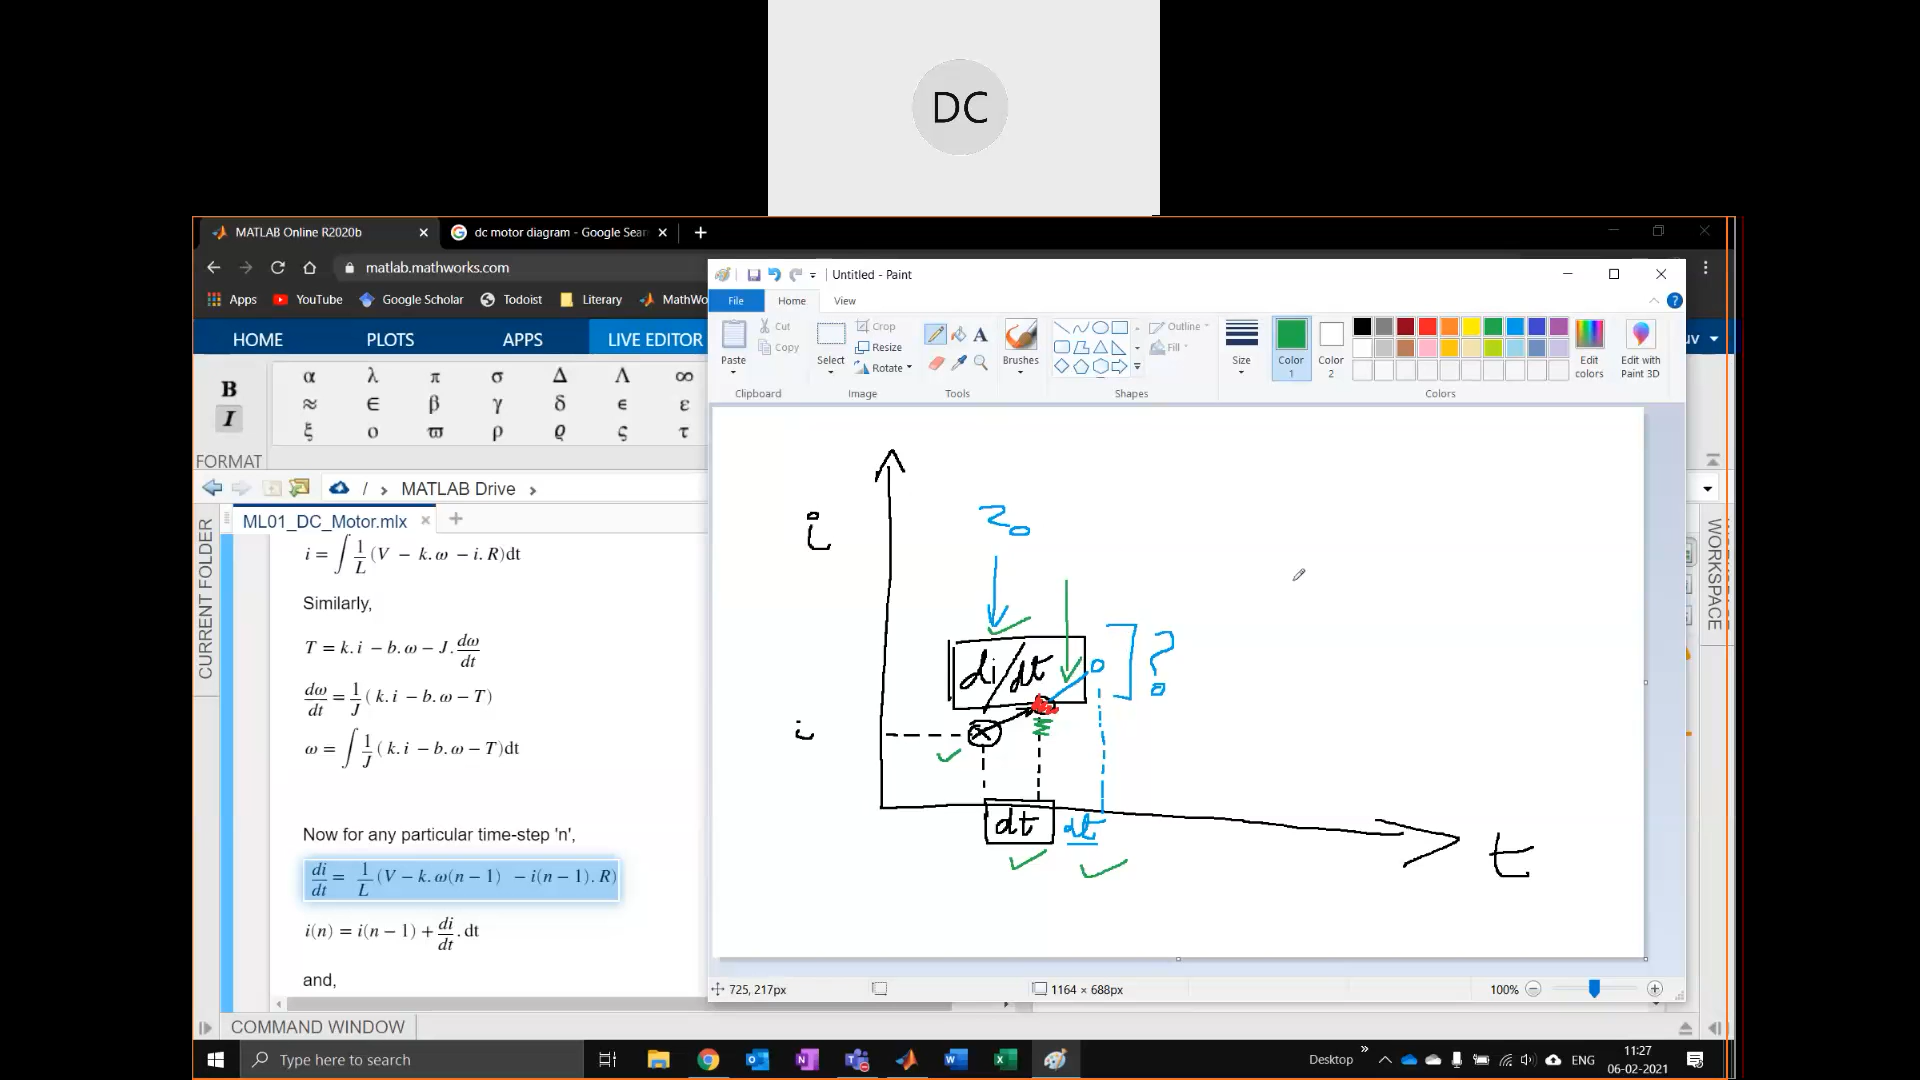 DC
MATLAB Online R2020b
dc motor diagram - Google Sear
matlab.mathworks.com
Apps YouTube Google Scholar Todoist Literary MathWo
HOME PLOTS APPS LIVE EDITOR
B α λ π σ Δ Λ ∞
≈ ∈ β γ δ ϵ ε
I ξ ο ϖ ρ ϱ ς τ
FORMAT
/ › MATLAB Drive ›
ML01_DC_Motor.mlx
CURRENT FOLDER
i = ∫ 1/L (V − k.ω − i.R)dt
Similarly,
T = k.i − b.ω − J.dω/dt
dω/dt = 1/J ( k.i − b.ω − T)
ω = ∫ 1/J ( k.i − b.ω − T)dt
Now for any particular time-step 'n',
di/dt = 1/L (V − k.ω(n − 1) − i(n − 1).R)
i(n) = i(n − 1) + di/dt .dt
and,
COMMAND WINDOW
Untitled - Paint
File Home View
Paste Cut Copy
Clipboard
Select Crop Resize Rotate
Image
Tools
Brushes
Outline Fill
Shapes
Size
Color 1
Color 2
Edit colors
Edit with Paint 3D
Colors
i
di/dt
?
i
dt dt
t
725, 217px
1164 × 688px
100%
UV
WORKSPACE
Type here to search
Desktop » ENG
11:27
06-02-2021